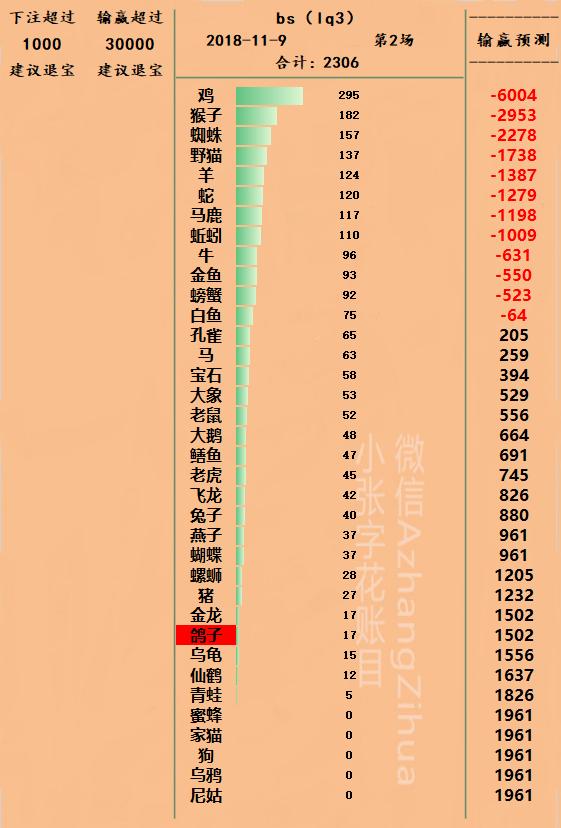 下注超过 输赢超过
1000 30000
建议退宝 建议退宝
bs（lq3）
2018-11-9 第2场
合计：2306
----------
输赢预测
----------
鸡 295 -6004
猴子 182 -2953
蜘蛛 157 -2278
野猫 137 -1738
羊 124 -1387
蛇 120 -1279
马鹿 117 -1198
蚯蚓 110 -1009
牛 96 -631
金鱼 93 -550
螃蟹 92 -523
白鱼 75 -64
孔雀 65 205
马 63 259
宝石 58 394
大象 53 529
老鼠 52 556
大鹅 48 664
鳝鱼 47 691
老虎 45 745
飞龙 42 826
兔子 40 880
燕子 37 961
蝴蝶 37 961
螺蛳 28 1205
猪 27 1232
金龙 17 1502
鸽子 17 1502
乌龟 15 1556
仙鹤 12 1637
青蛙 5 1826
蜜蜂 0 1961
家猫 0 1961
狗 0 1961
乌鸦 0 1961
尼姑 0 1961
微信AzhangZihua
小张字花账目